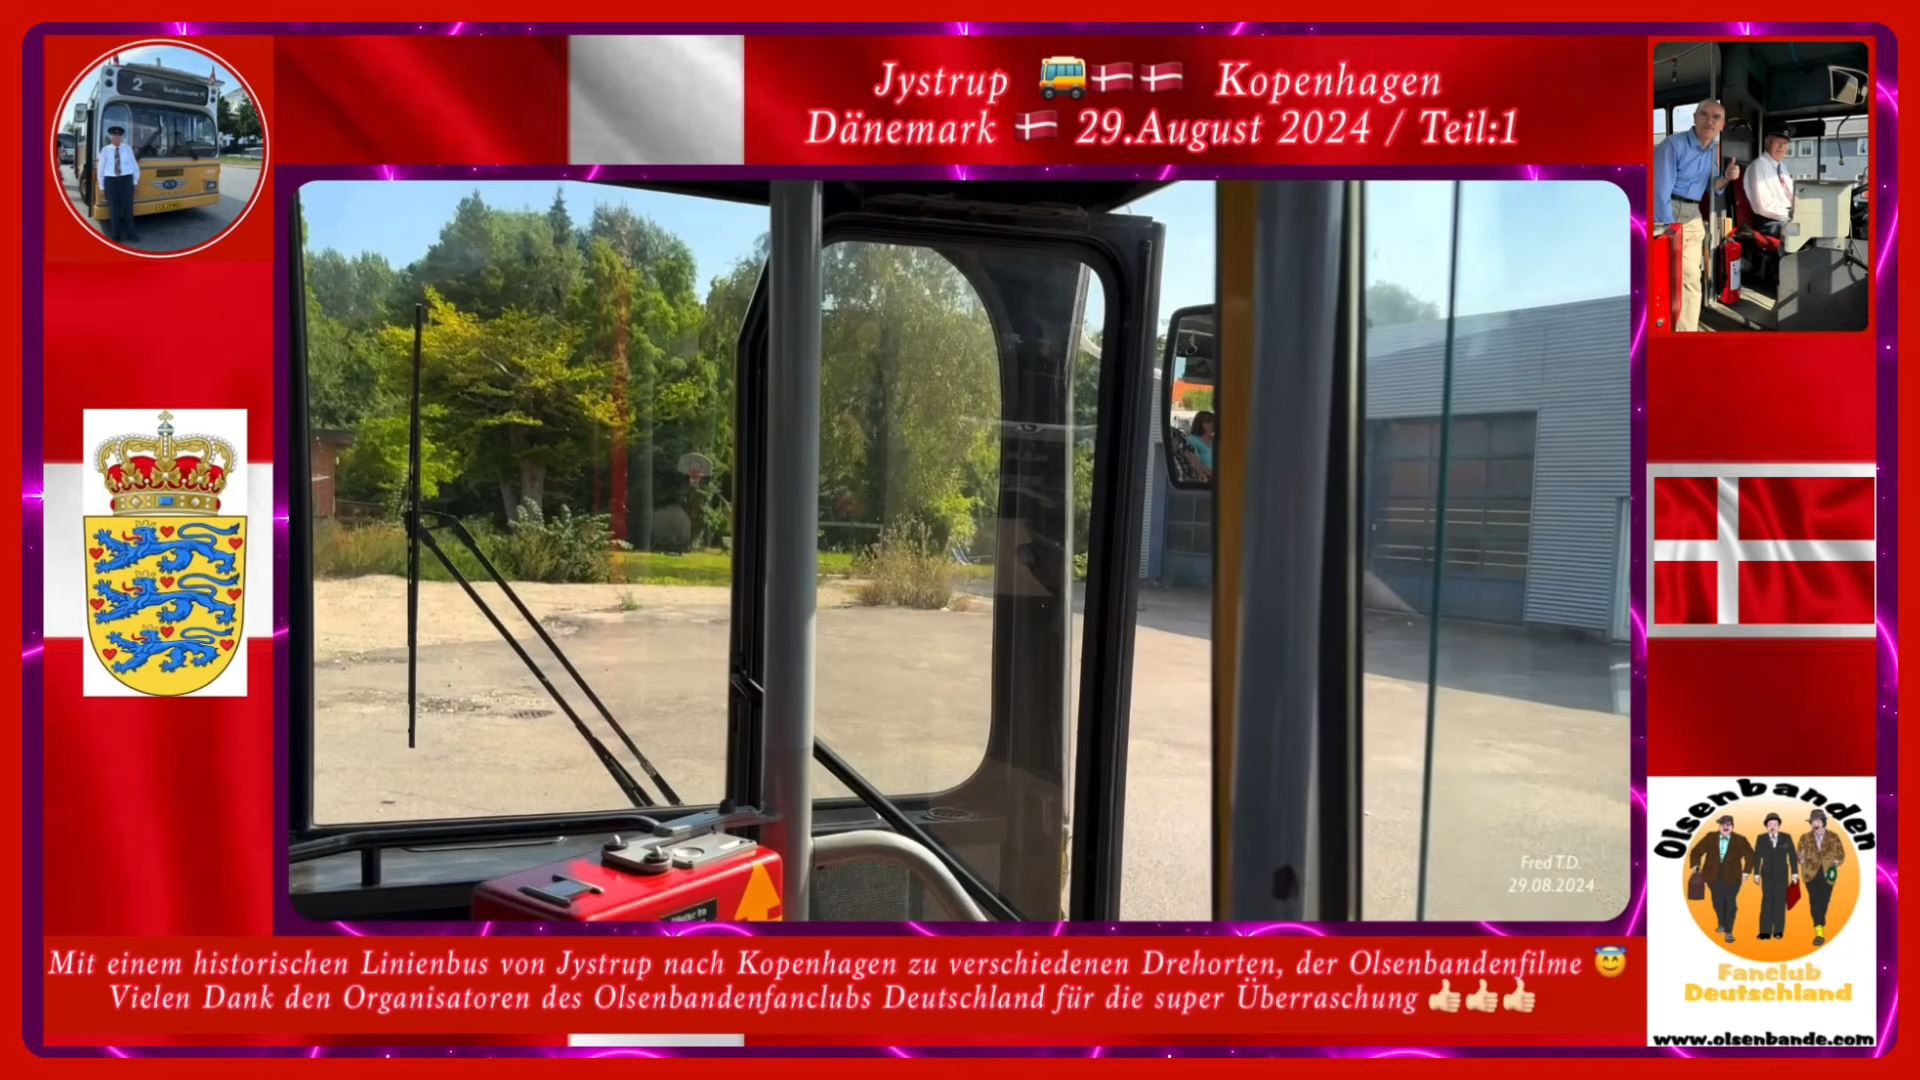 Jystrup Kopenhagen
Dänemark 29.August 2024 / Teil:1
2
Fred T.D.
29.08.2024
Mit einem historischen Linienbus von Jystrup nach Kopenhagen zu verschiedenen Drehorten, der Olsenbandenfilme
Vielen Dank den Organisatoren des Olsenbandenfanclubs Deutschland für die super Überraschung
Olsenbanden
Fanclub
Deutschland
www.olsenbande.com